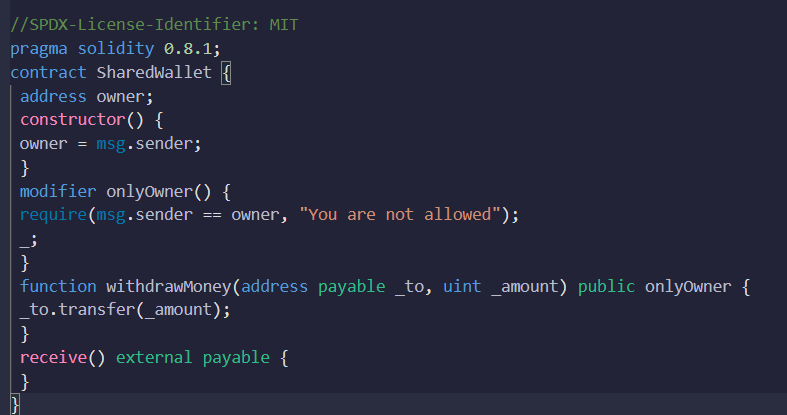 //SPDX-License-Identifier: MIT
pragma solidity 0.8.1;
contract SharedWallet {
address owner;
constructor() {
owner = msg.sender;
}
modifier onlyOwner() {
require(msg.sender == owner, "You are not allowed");
_;
}
function withdrawMoney(address payable _to, uint _amount) public onlyOwner {
_to.transfer(_amount);
}
receive() external payable {
}
}